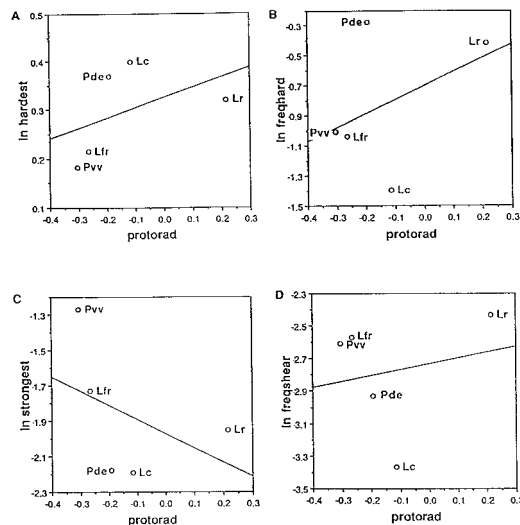 A
ln hardest
0.5
0.4
0.3
0.2
0.1
Pde
Lc
Lr
Lfr
Pvv
-0.4 -0.3 -0.2 -0.1 0.0 0.1 0.2 0.3
protorad
B
ln freqhard
-0.1
-0.3
-0.5
-0.7
-0.9
-1.1
-1.3
-1.5
Pde
Lr
Pvv
Lfr
Lc
-0.4 -0.3 -0.2 -0.1 0.0 0.1 0.2 0.3
protorad
C
ln strongest
-1.3
-1.5
-1.7
-1.9
-2.1
-2.3
Pvv
Lfr
Lr
Pde
Lc
-0.4 -0.3 -0.2 -0.1 0.0 0.1 0.2 0.3
protorad
D
ln freqshear
-2.3
-2.5
-2.7
-2.9
-3.1
-3.3
-3.5
Lr
Lfr
Pvv
Pde
Lc
-0.4 -0.3 -0.2 -0.1 0.0 0.1 0.2 0.3
protorad